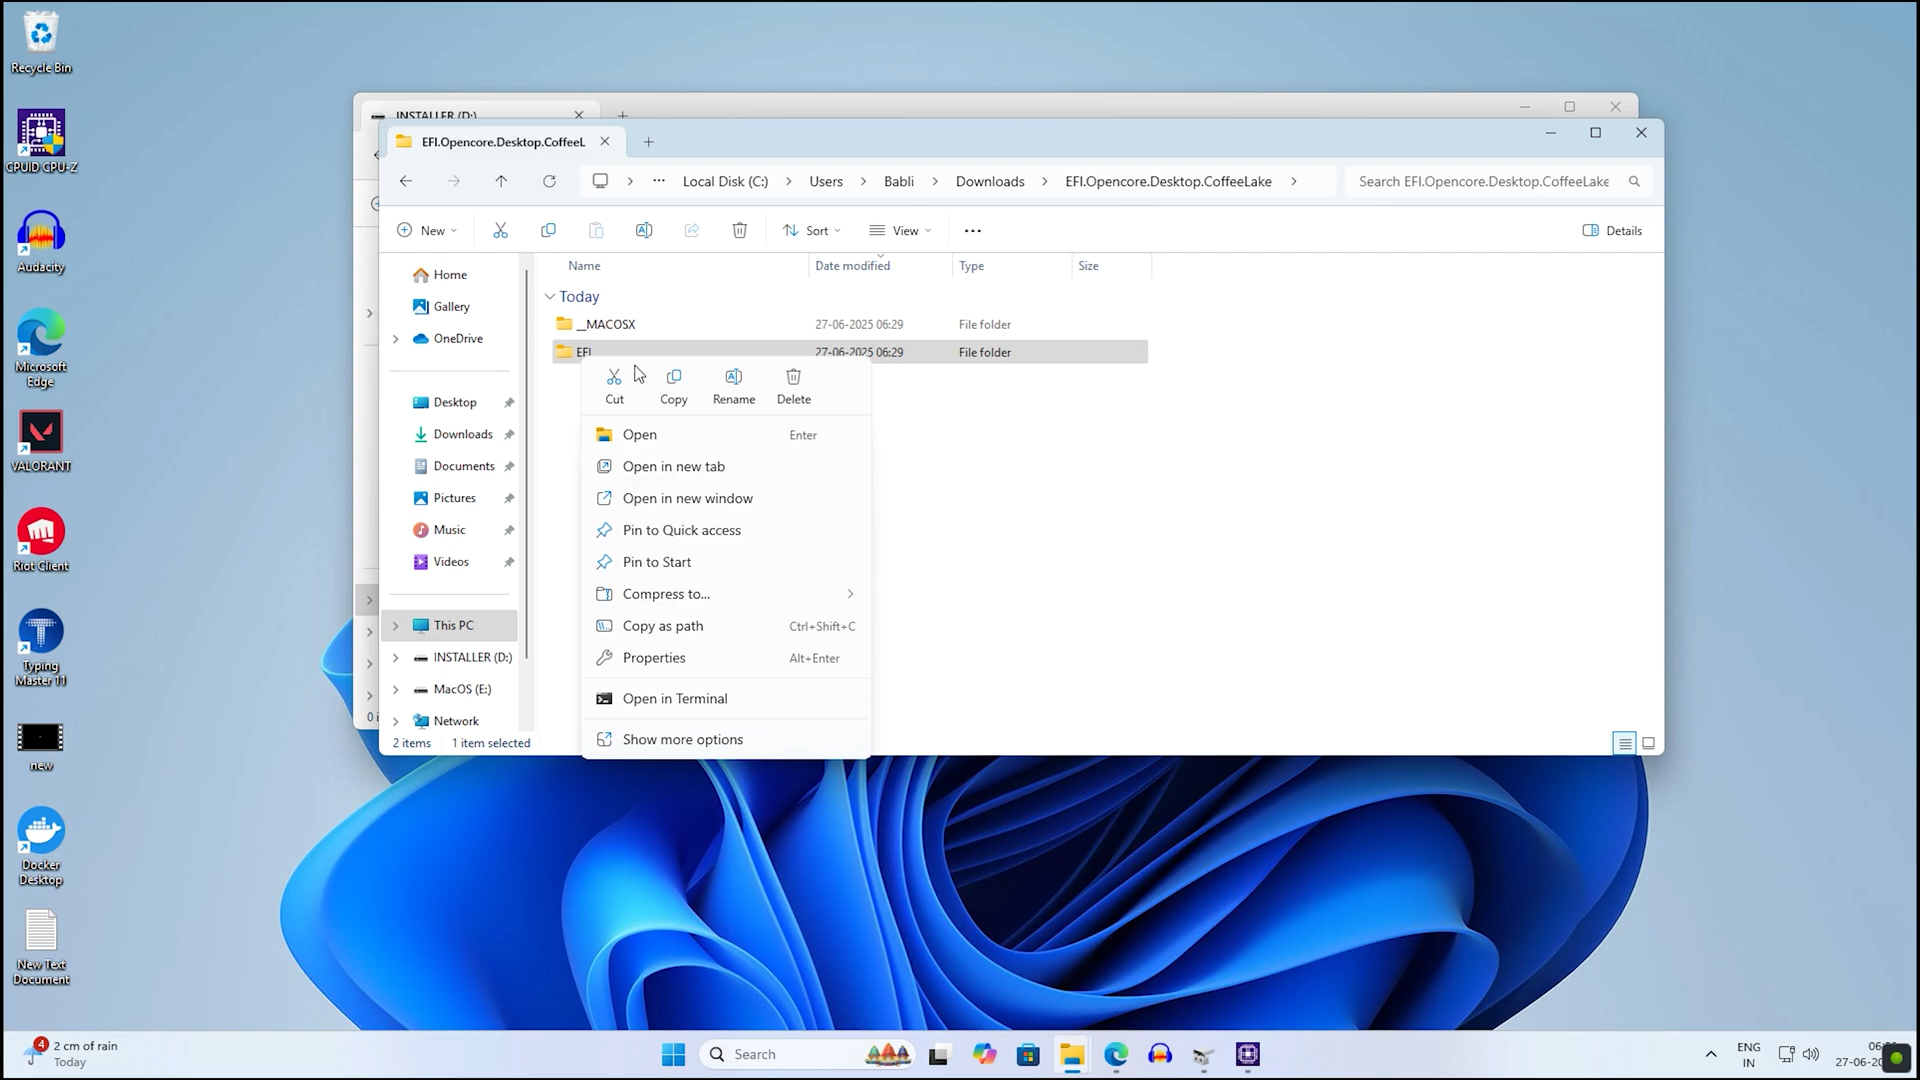 Recycle Bin
CPUID CPU-Z
Audacity
Microsoft
Edge
VALORANT
Riot Client
Typing
Master 11
new
Docker
Desktop
New Text
Document
INSTALLER (D:)
EFI.Opencore.Desktop.CoffeeL
Local Disk (C:)
Users
Babli
Downloads
EFI.Opencore.Desktop.CoffeeLake
Search EFI.Opencore.Desktop.CoffeeLake
New
Sort
View
Details
Home
Gallery
OneDrive
Desktop
Downloads
Documents
Pictures
Music
Videos
This PC
INSTALLER (D:)
MacOS (E:)
Network
2 items
1 item selected
Name
Date modified
Type
Size
Today
__MACOSX
27-06-2025 06:29
File folder
EFI
27-06-2025 06:29
File folder
Cut
Copy
Rename
Delete
Open
Enter
Open in new tab
Open in new window
Pin to Quick access
Pin to Start
Compress to...
Copy as path
Ctrl+Shift+C
Properties
Alt+Enter
Open in Terminal
Show more options
4
2 cm of rain
Today
Search
ENG
IN